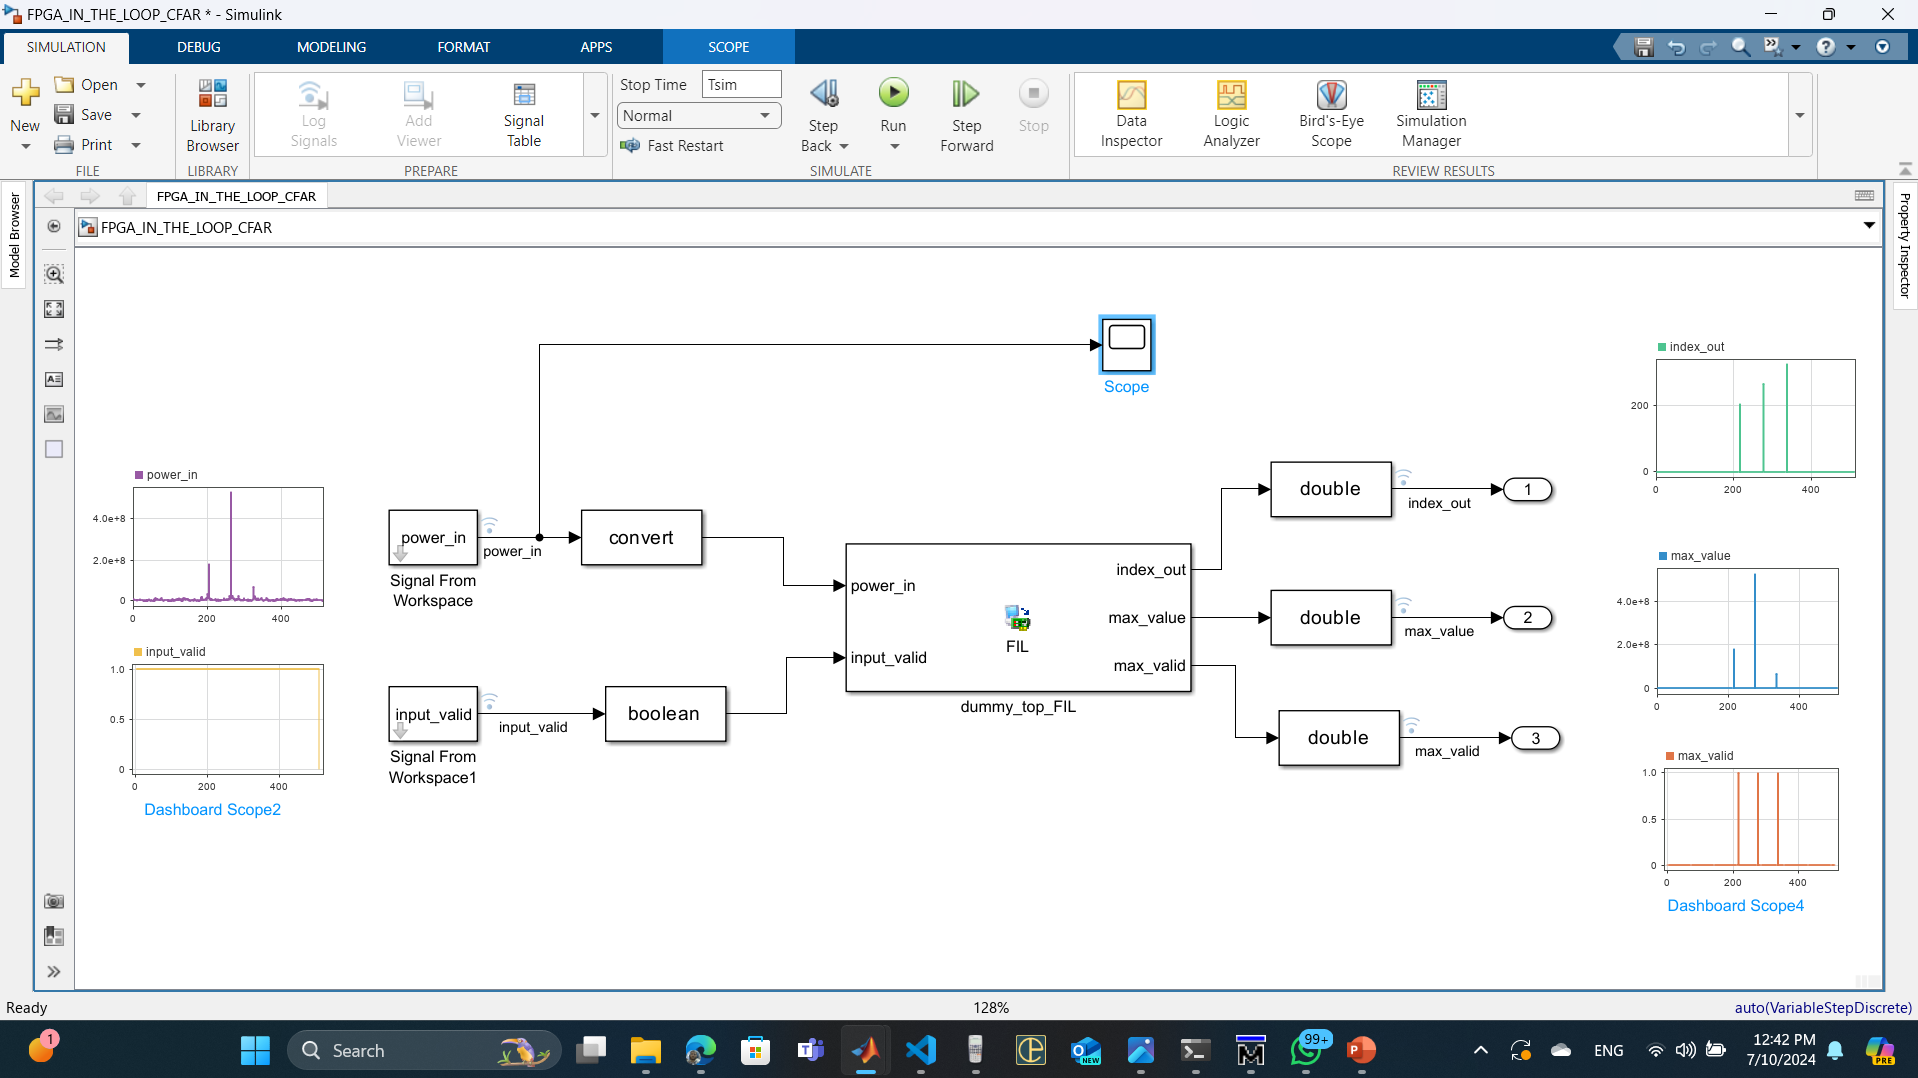 FPGA_IN_THE_LOOP_CFAR * - Simulink
SIMULATION DEBUG MODELING FORMAT APPS SCOPE
New
Open
Save
Print
FILE
Library
Browser
LIBRARY
Log
Signals
Add
Viewer
Signal
Table
PREPARE
Stop Time Tsim
Normal
Fast Restart
Step
Back
Run
Step
Forward
Stop
SIMULATE
Data
Inspector
Logic
Analyzer
Bird's-Eye
Scope
Simulation
Manager
REVIEW RESULTS
Model Browser
FPGA_IN_THE_LOOP_CFAR
FPGA_IN_THE_LOOP_CFAR
Property Inspector
Scope
index_out
200
0
0 200 400
power_in
4.0e+8
2.0e+8
0
0 200 400
input_valid
1.0
0.5
0
0 200 400
Dashboard Scope2
power_in
power_in
Signal From
Workspace
convert
input_valid
input_valid
Signal From
Workspace1
boolean
power_in
input_valid
FIL
index_out
max_value
max_valid
dummy_top_FIL
double
index_out
1
double
max_value
2
double
max_valid
3
max_value
4.0e+8
2.0e+8
0
0 200 400
max_valid
1.0
0.5
0
0 200 400
Dashboard Scope4
Ready
128%
auto(VariableStepDiscrete)
1
Search
NEW
99+
ENG
12:42 PM
7/10/2024
PRE